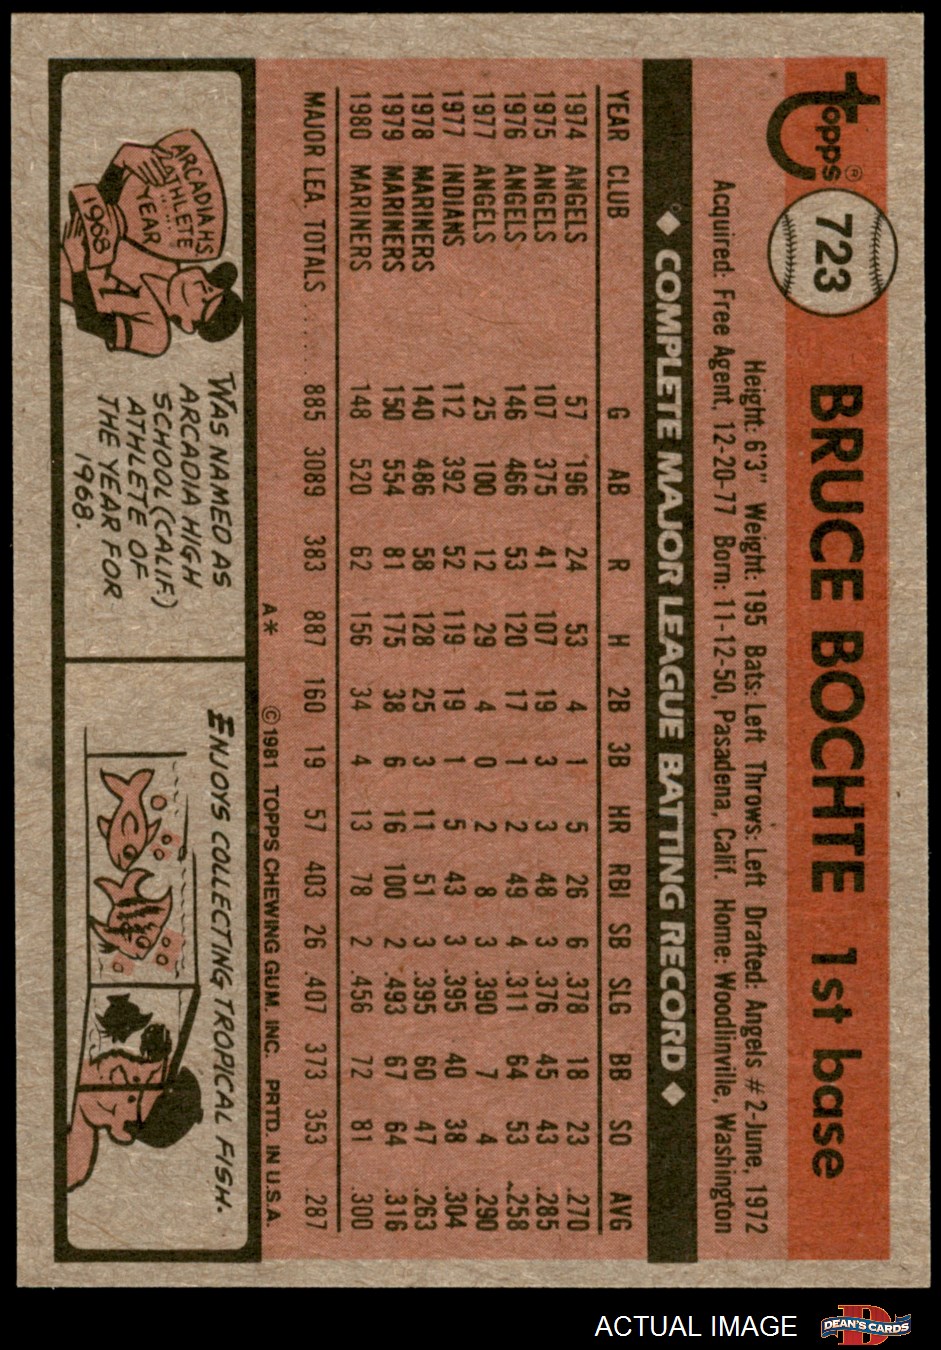 Topps®
723
BRUCE BOCHTE 1st base
Height: 6'3" Weight: 195 Bats: Left Throws: Left Drafted: Angels #2-June, 1972
Acquired: Free Agent, 12-20-77 Born: 11-12-50, Pasadena, Calif. Home: Woodlinville, Washington
◆ COMPLETE MAJOR LEAGUE BATTING RECORD ◆
YEAR CLUB G AB R H 2B 3B HR RBI SB SLG BB SO AVG
1974 ANGELS 57 196 24 53 4 1 5 26 6 .378 18 23 .270
1975 ANGELS 107 375 41 107 19 3 3 48 3 .376 45 43 .285
1976 ANGELS 146 466 53 120 17 1 2 49 4 .311 64 53 .258
1977 ANGELS 25 100 12 29 4 0 2 8 3 .390 7 4 .290
1977 INDIANS 112 392 52 119 19 1 5 43 3 .395 40 38 .304
1978 MARINERS 140 486 58 128 25 3 11 51 3 .395 60 47 .263
1979 MARINERS 150 554 81 175 38 6 16 100 2 .493 67 64 .316
1980 MARINERS 148 520 62 156 34 4 13 78 2 .456 72 81 .300
MAJOR LEA. TOTALS ..... 885 3089 383 887 160 19 57 403 26 .407 373 353 .287
A* ©1981 TOPPS CHEWING GUM, INC. PRTD. IN U.S.A.
ARCADIA HS
ATHLETE
......
YEAR
1968
A
WAS NAMED AS
ARCADIA HIGH
SCHOOL (CALIF.)
ATHLETE OF
THE YEAR FOR
1968.
ENJOYS COLLECTING TROPICAL FISH.
ACTUAL IMAGE
D
DEAN'S CARDS